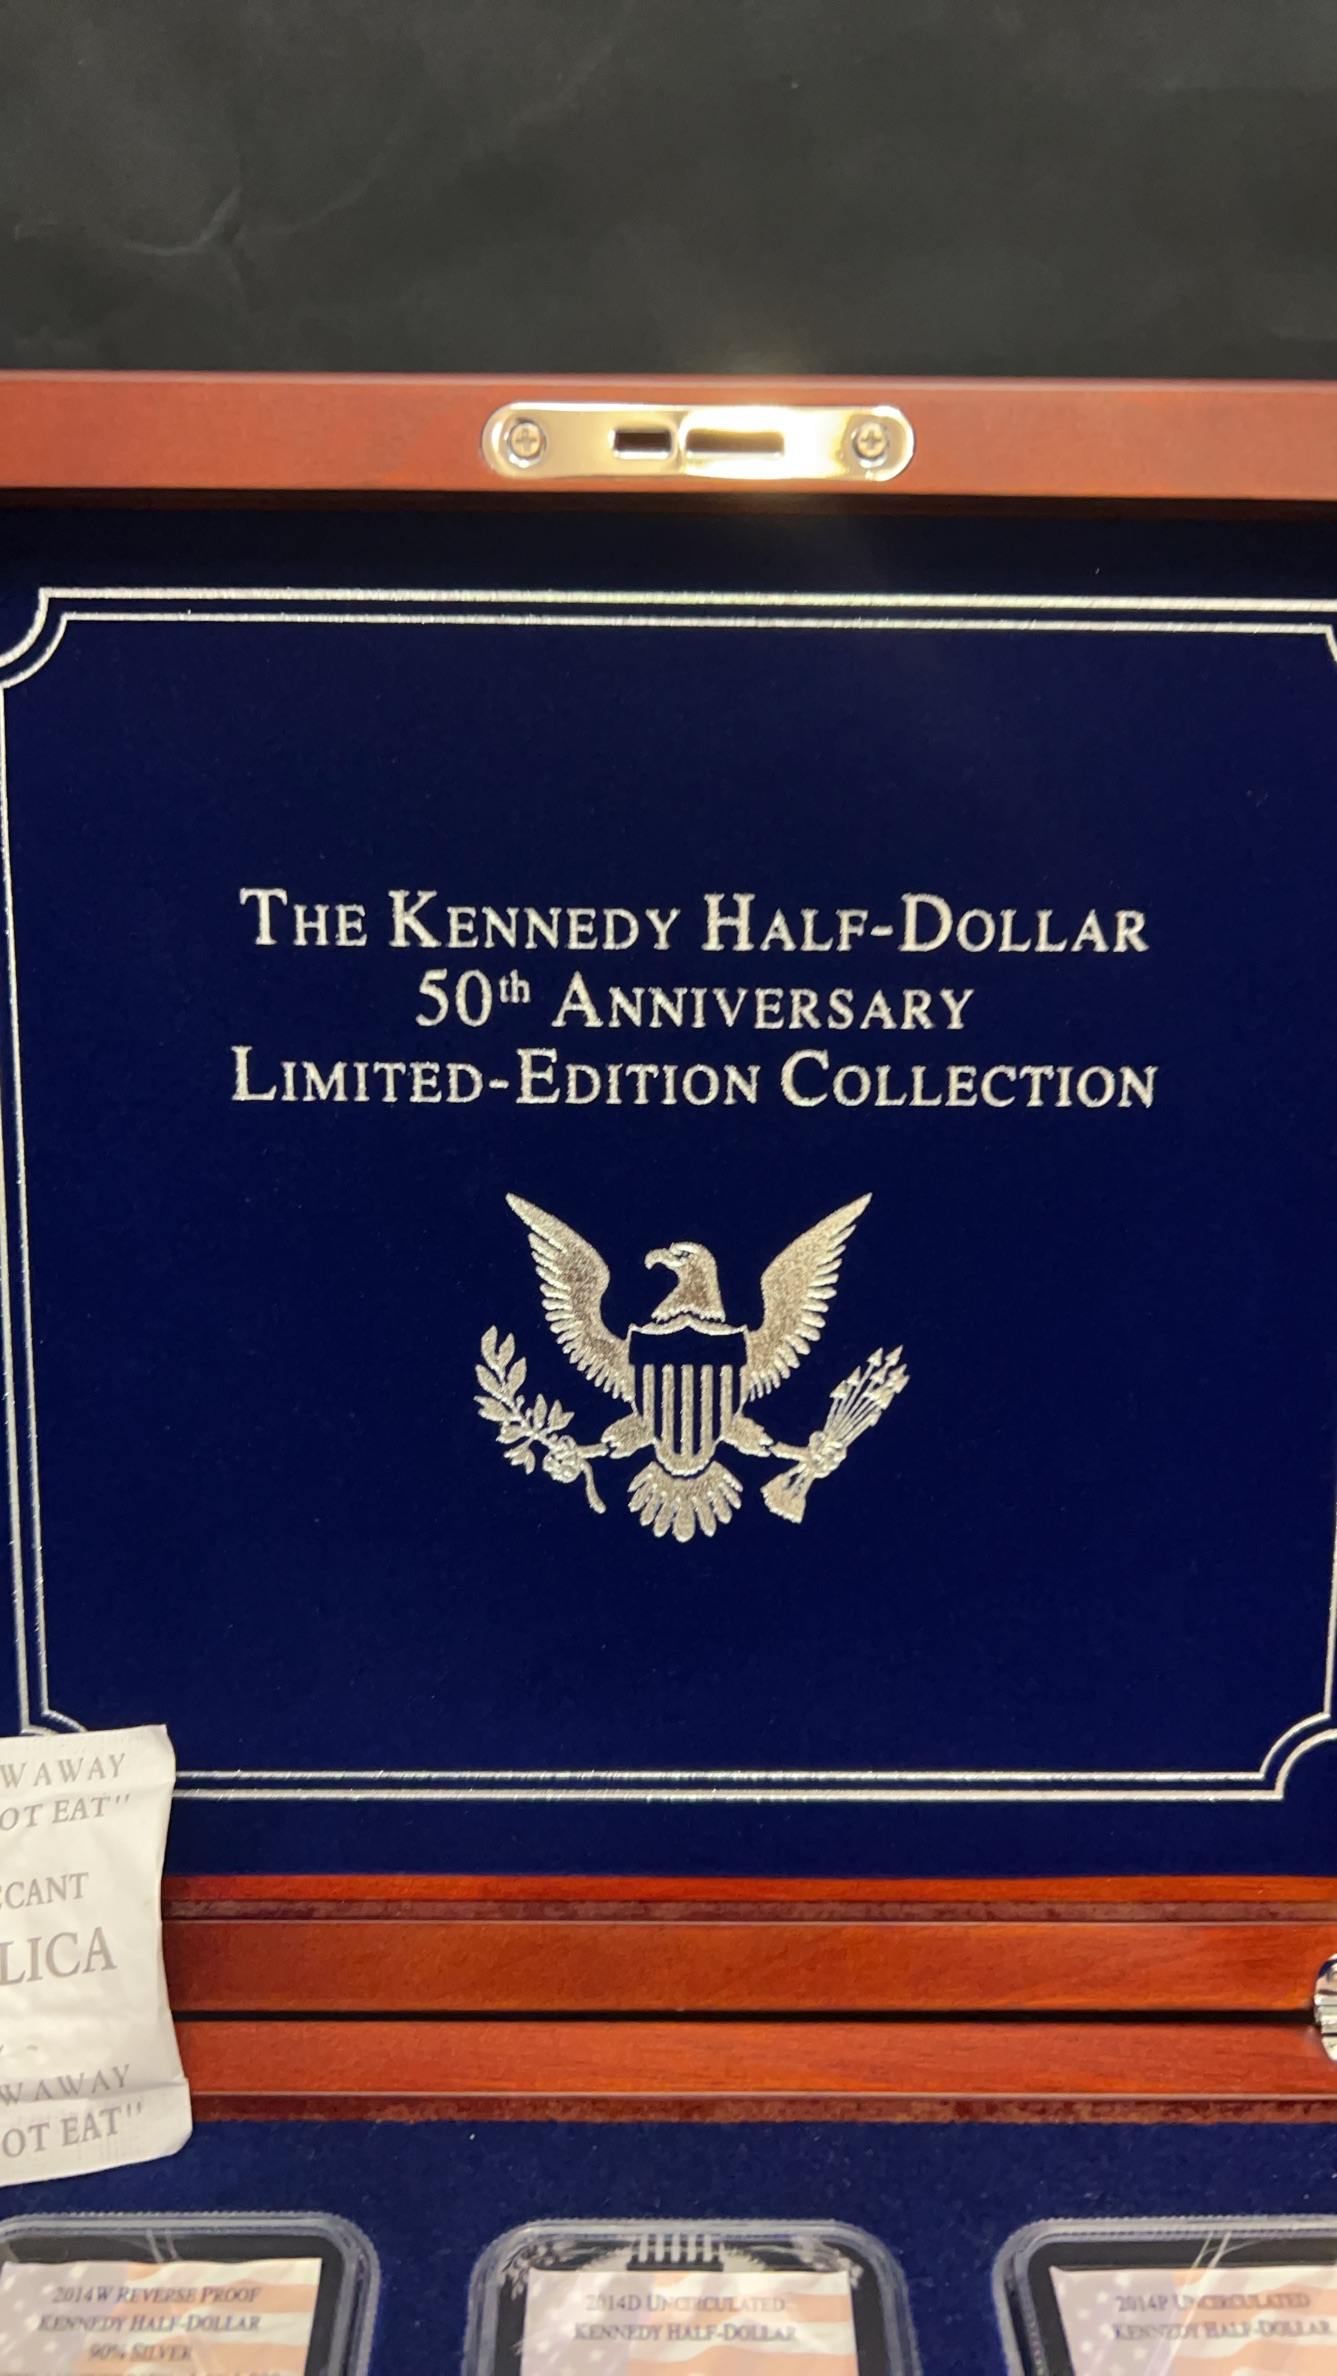 THE KENNEDY HALF-DOLLAR
50th ANNIVERSARY
LIMITED-EDITION COLLECTION
WAWAY
OT EAT"
CCANT
LICA
WAWAY
OT EAT"
2014W REVERSE PROOF
KENNEDY HALF-DOLLAR
90% SILVER
2014D UNCIRCULATED
KENNEDY HALF-DOLLAR
2014P UNCIRCULATED
KENNEDY HALF-DOLLAR